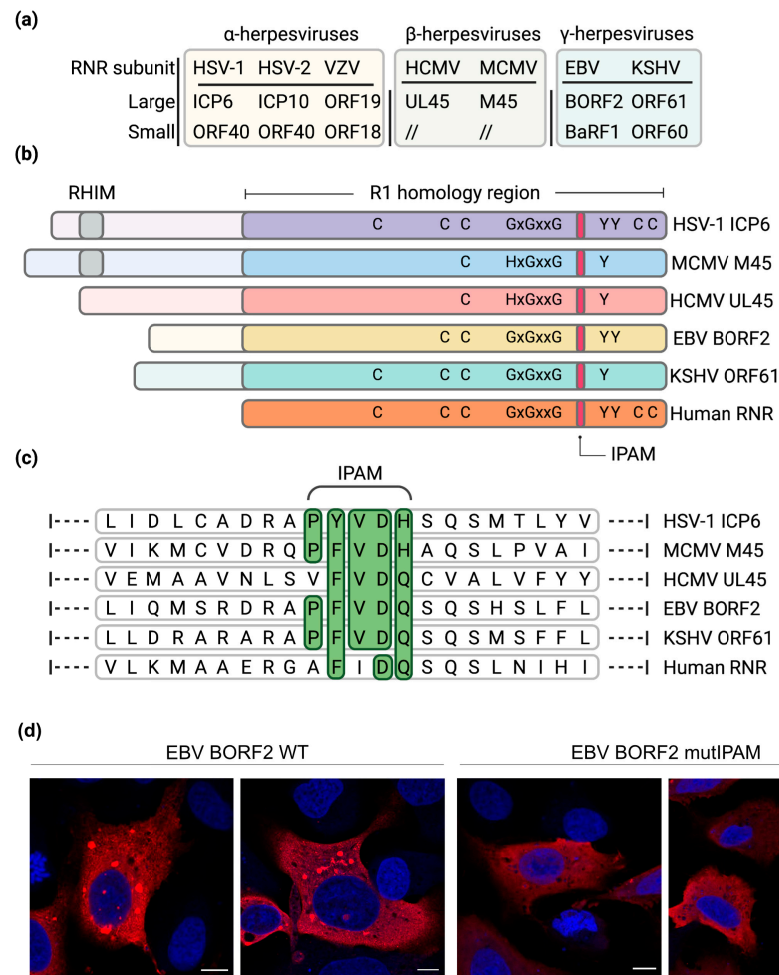 (a)
α-herpesviruses β-herpesviruses γ-herpesviruses
RNR subunit HSV-1 HSV-2 VZV HCMV MCMV EBV KSHV
Large ICP6 ICP10 ORF19 UL45 M45 BORF2 ORF61
Small ORF40 ORF40 ORF18 // // BaRF1 ORF60
(b)
RHIM R1 homology region
C C C GxGxxG YY C C HSV-1 ICP6
C HxGxxG Y MCMV M45
C HxGxxG Y HCMV UL45
C C GxGxxG YY EBV BORF2
C C C GxGxxG Y KSHV ORF61
C C C GxGxxG YY C C Human RNR
IPAM
(c)
IPAM
L I D L C A D R A P Y V D H S Q S M T L Y V HSV-1 ICP6
V I K M C V D R Q P F V D H A Q S L P V A I MCMV M45
V E M A A V N L S V F V D Q C V A L V F Y Y HCMV UL45
L I Q M S R D R A P F V D Q S Q S H S L F L EBV BORF2
L L D R A R A R A P F V D Q S Q S M S F F L KSHV ORF61
V L K M A A E R G A F I D Q S Q S L N I H I Human RNR
(d)
EBV BORF2 WT EBV BORF2 mutIPAM